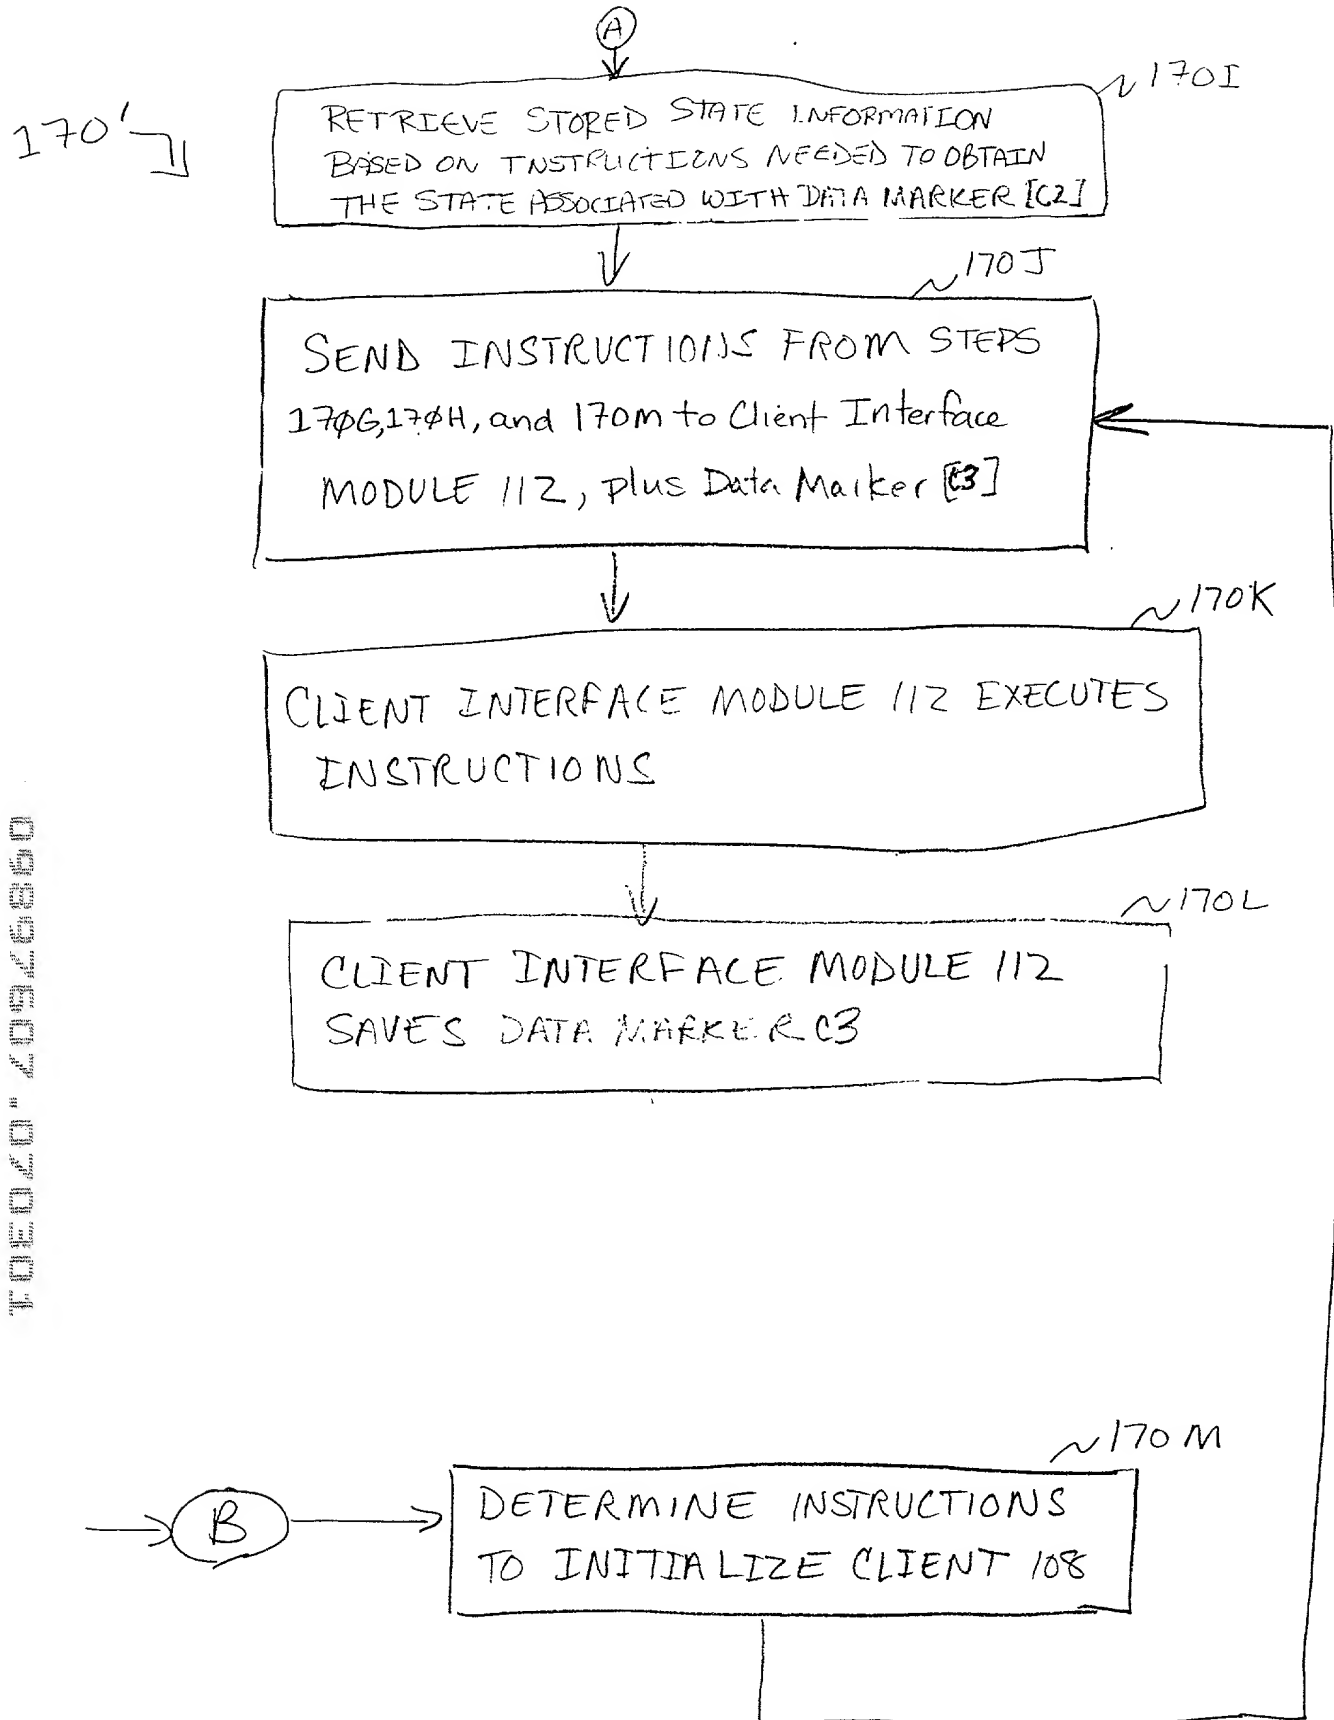 A
170I
170'
RETRIEVE STORED STATE INFORMATION
BASED ON INSTRUCTIONS NEEDED TO OBTAIN
THE STATE ASSOCIATED WITH DATA MARKER [C2]
170J
SEND INSTRUCTIONS FROM STEPS
170G, 170H, and 170M to Client Interface
MODULE 112, plus Data Marker [C3]
170K
CLIENT INTERFACE MODULE 112 EXECUTES
INSTRUCTIONS
170L
CLIENT INTERFACE MODULE 112
SAVES DATA MARKER C3
09897607.070301
170M
B
DETERMINE INSTRUCTIONS
TO INITIALIZE CLIENT 108